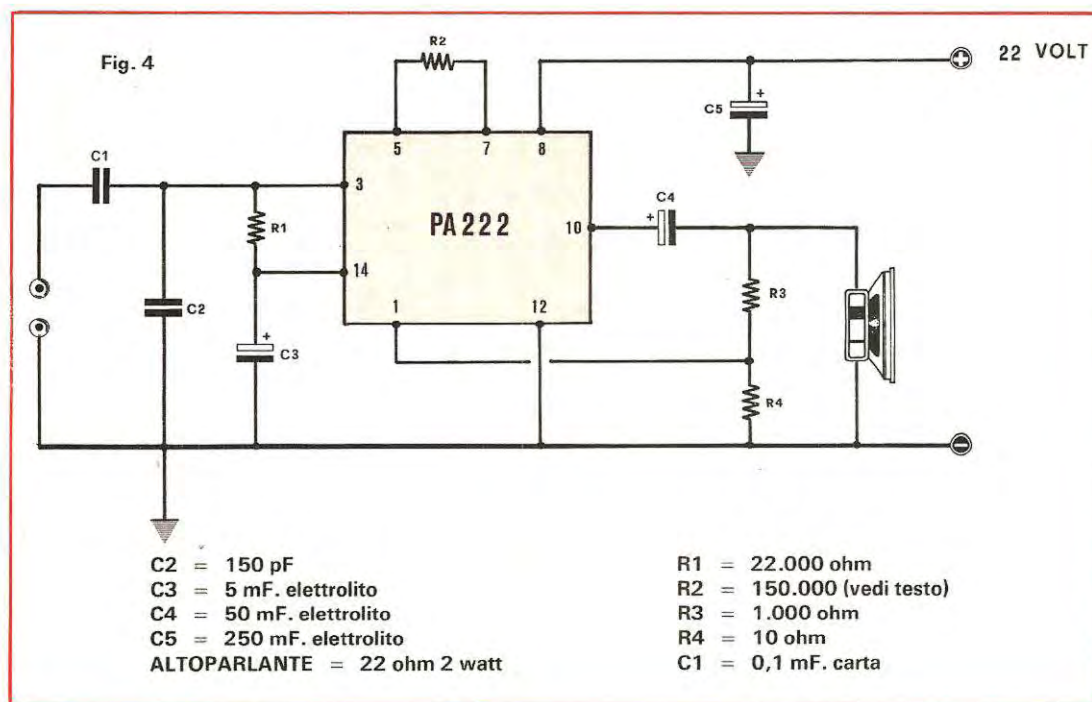 Fig. 4
R2
22 VOLT
+
C5
5
7
8
C1
3
C4
+
PA222
10
R1
14
R3
C2
1
12
+
C3
R4
C2 = 150 pF
C3 = 5 mF. elettrolito
C4 = 50 mF. elettrolito
C5 = 250 mF. elettrolito
ALTOPARLANTE = 22 ohm 2 watt
R1 = 22.000 ohm
R2 = 150.000 (vedi testo)
R3 = 1.000 ohm
R4 = 10 ohm
C1 = 0,1 mF. carta